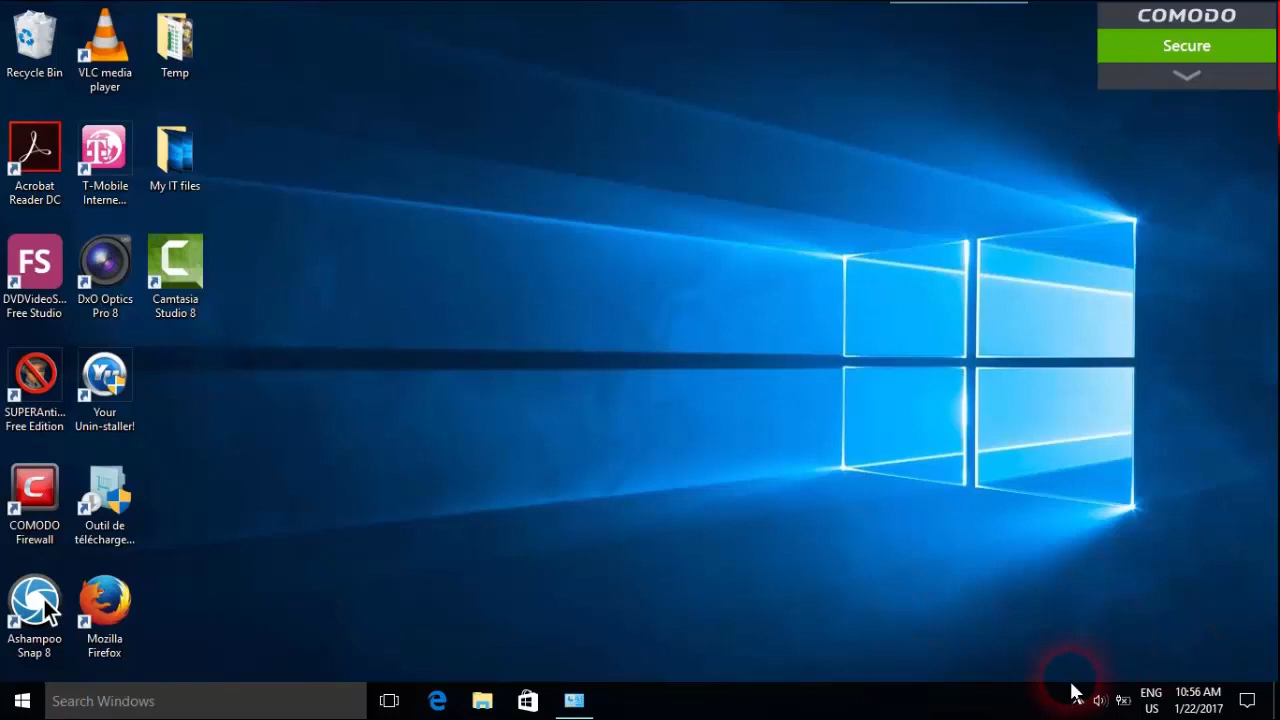 Recycle Bin
VLC media
player
Temp
Acrobat
Reader DC
T-Mobile
Interne...
My IT files
FS
DVDVideoS...
Free Studio
DxO Optics
Pro 8
C
Camtasia
Studio 8
SUPERAnti...
Free Edition
YU
Your
Unin-staller!
C
COMODO
Firewall
Outil de
télécharge...
Ashampoo
Snap 8
Mozilla
Firefox
COMODO
Secure
Search Windows
ENG
US
10:56 AM
1/22/2017